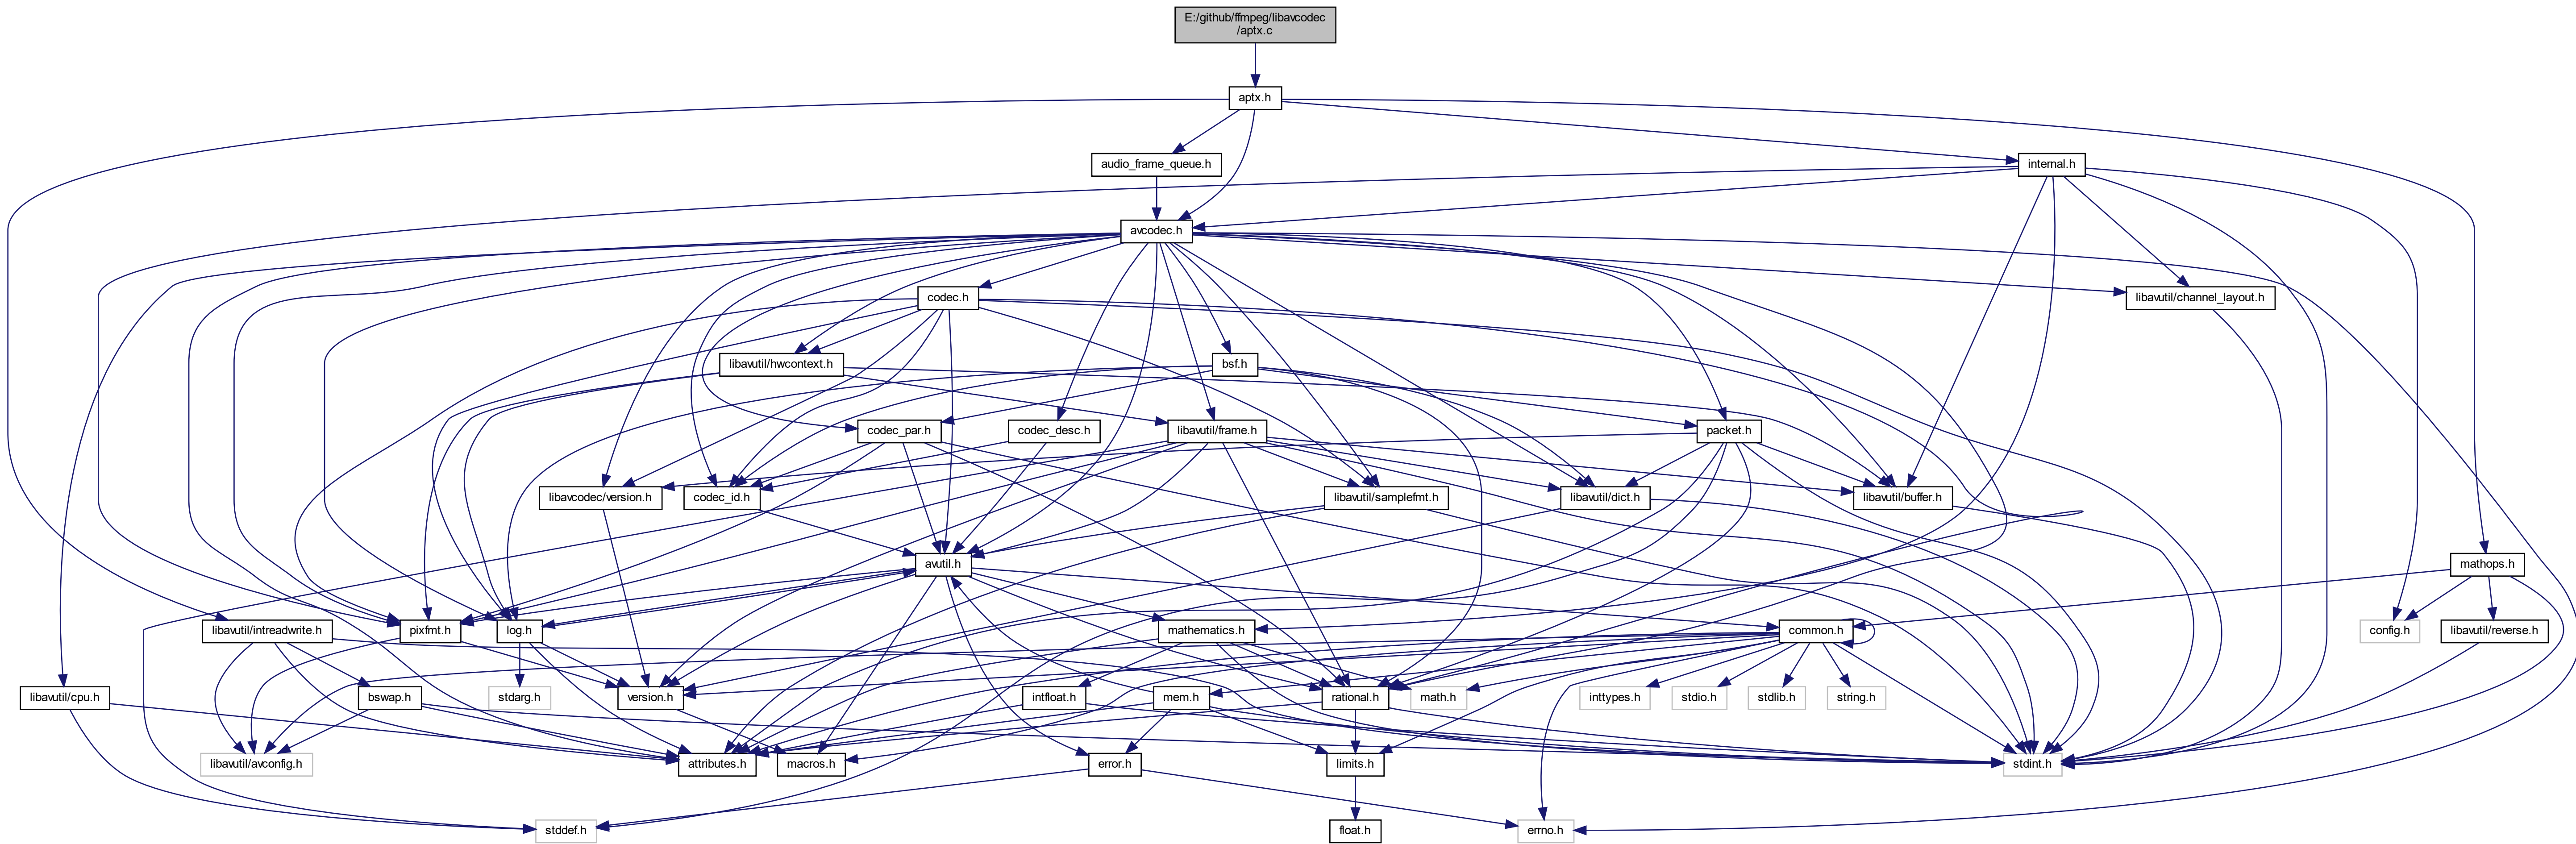 E:/github/ffmpeg/libavcodec
/aptx.c
aptx.h
audio_frame_queue.h
internal.h
avcodec.h
codec.h
libavutil/channel_layout.h
libavutil/hwcontext.h
bsf.h
codec_par.h
codec_desc.h
libavutil/frame.h
packet.h
libavcodec/version.h
codec_id.h
libavutil/samplefmt.h
libavutil/dict.h
libavutil/buffer.h
avutil.h
mathops.h
libavutil/intreadwrite.h
pixfmt.h
log.h
mathematics.h
common.h
config.h
libavutil/reverse.h
libavutil/cpu.h
bswap.h
stdarg.h
version.h
intfloat.h
mem.h
rational.h
math.h
inttypes.h
stdio.h
stdlib.h
string.h
libavutil/avconfig.h
attributes.h
macros.h
error.h
limits.h
stdint.h
stddef.h
float.h
errno.h